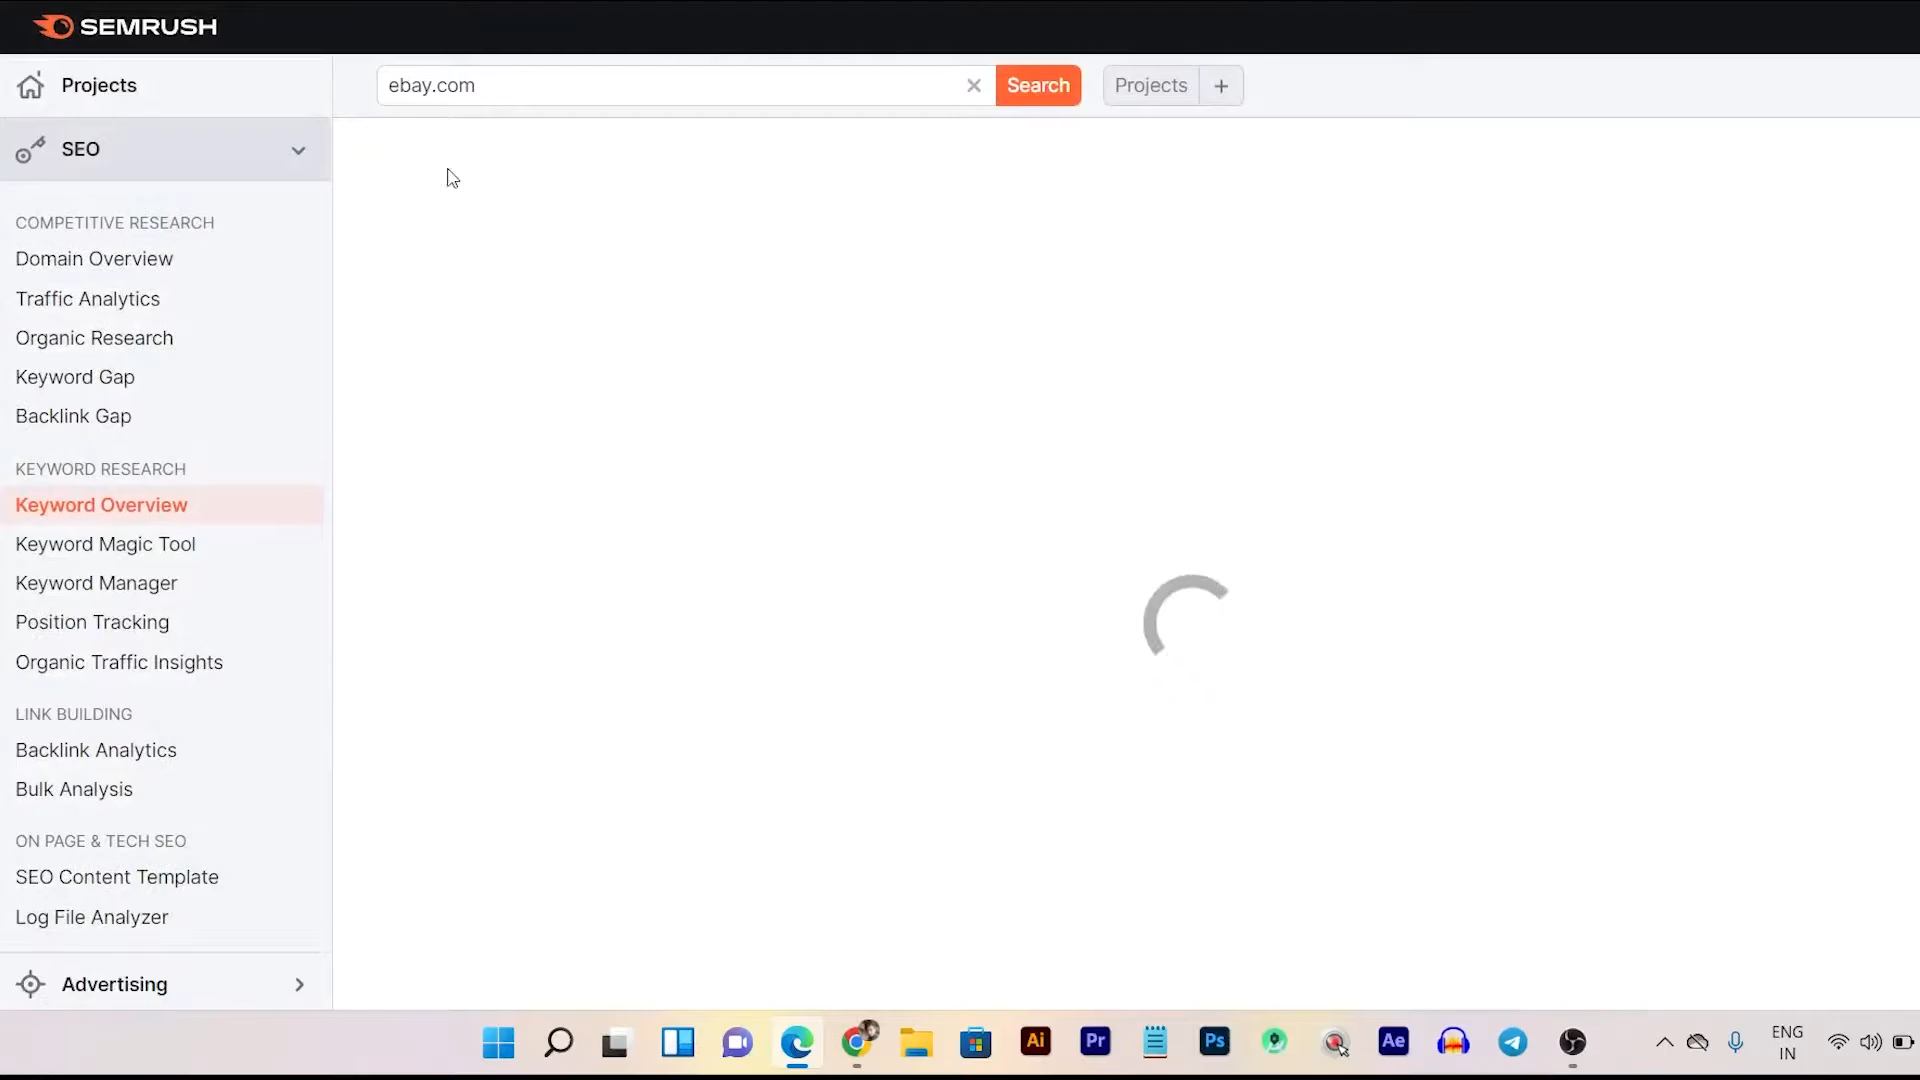 SEMRUSH
Projects
ebay.com
Search
Projects
SEO
COMPETITIVE RESEARCH
Domain Overview
Traffic Analytics
Organic Research
Keyword Gap
Backlink Gap
KEYWORD RESEARCH
Keyword Overview
Keyword Magic Tool
Keyword Manager
Position Tracking
Organic Traffic Insights
LINK BUILDING
Backlink Analytics
Bulk Analysis
ON PAGE & TECH SEO
SEO Content Template
Log File Analyzer
Advertising
Ai
Pr
Ps
Ae
ENG
IN